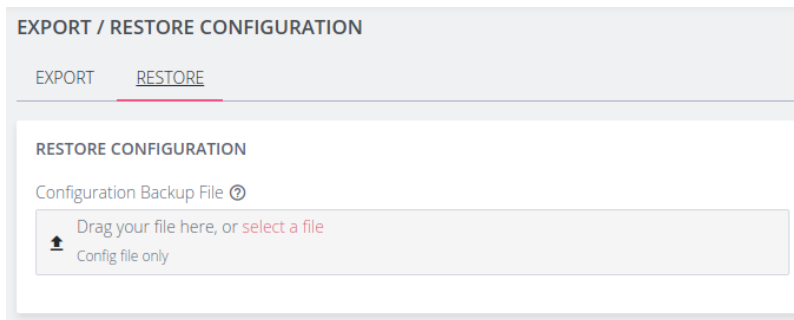 EXPORT / RESTORE CONFIGURATION
EXPORT RESTORE
RESTORE CONFIGURATION
Configuration Backup File
Drag your file here, or select a file
Config file only